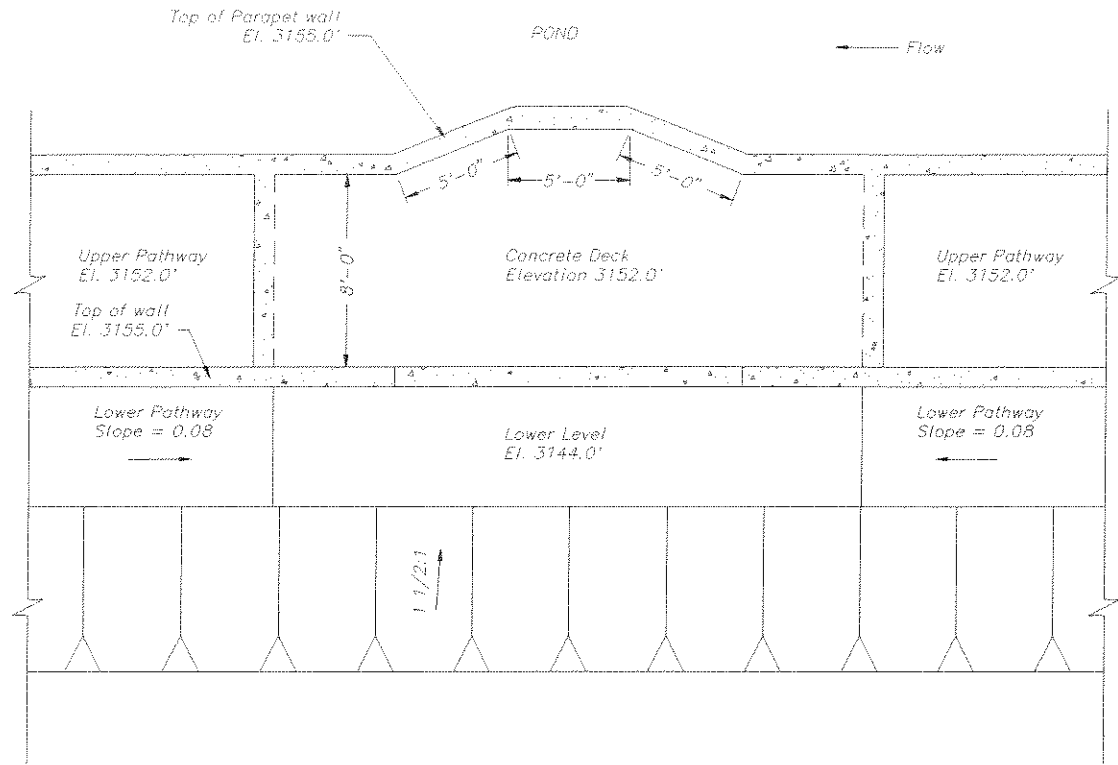 Top of Parapet wall
El. 3155.0'
POND
Flow
5'-0"
5'-0"
5'-0"
Upper Pathway
El. 3152.0'
8'-0"
Concrete Deck
Elevation 3152.0'
Upper Pathway
El. 3152.0'
Top of wall
El. 3155.0'
Lower Pathway
Slope = 0.08
Lower Level
El. 3144.0'
Lower Pathway
Slope = 0.08
1 1/2:1